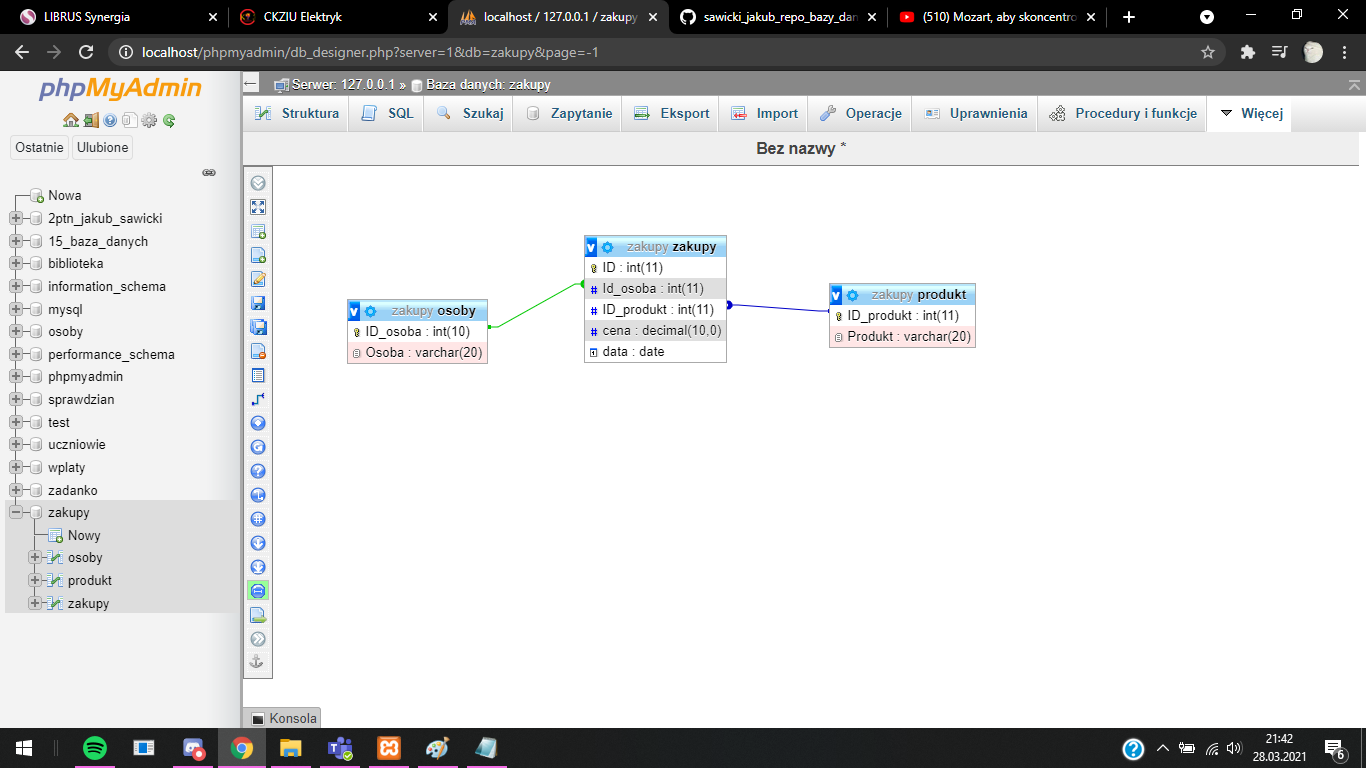 LIBRUS Synergia
CKZIU Elektryk
localhost / 127.0.0.1 / zakupy
sawicki_jakub_repo_bazy_dan
(510) Mozart, aby skoncentro
localhost/phpmyadmin/db_designer.php?server=1&db=zakupy&page=-1
phpMyAdmin
Ostatnie
Ulubione
Nowa
2ptn_jakub_sawicki
15_baza_danych
biblioteka
information_schema
mysql
osoby
performance_schema
phpmyadmin
sprawdzian
test
uczniowie
wplaty
zadanko
zakupy
Nowy
osoby
produkt
zakupy
Serwer: 127.0.0.1 » Baza danych: zakupy
Struktura
SQL
Szukaj
Zapytanie
Eksport
Import
Operacje
Uprawnienia
Procedury i funkcje
Więcej
Bez nazwy *
v zakupy osoby
ID_osoba : int(10)
Osoba : varchar(20)
v zakupy zakupy
ID : int(11)
# Id_osoba : int(11)
# ID_produkt : int(11)
# cena : decimal(10,0)
data : date
v zakupy produkt
ID_produkt : int(11)
Produkt : varchar(20)
Konsola
21:42
28.03.2021
6